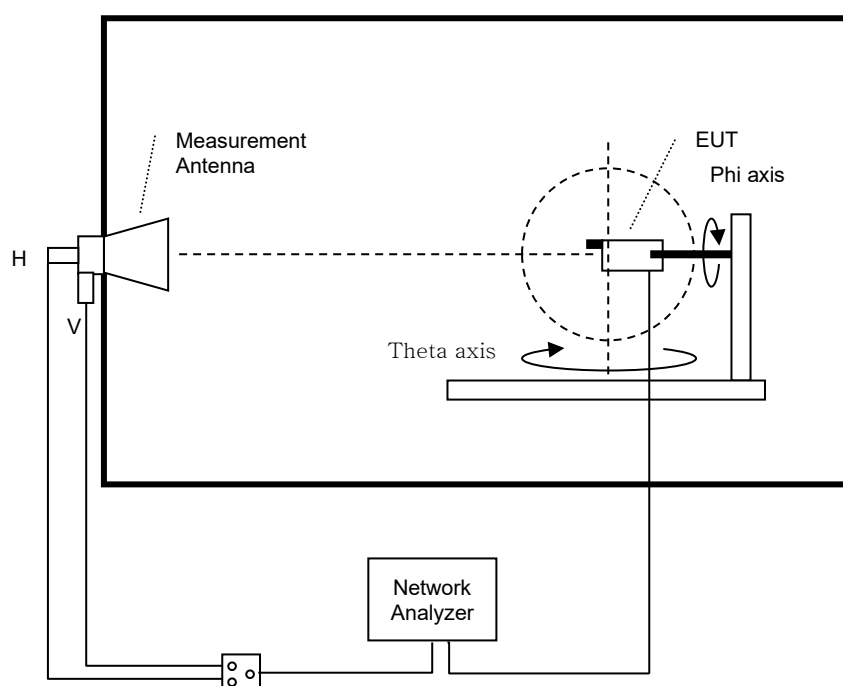 Measurement
Antenna
EUT
Phi axis
H
V
Theta axis
Network
Analyzer